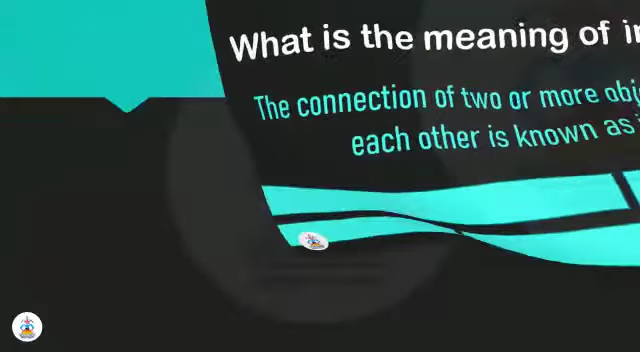 What is the meaning of
The connection of two or more
each other is known as